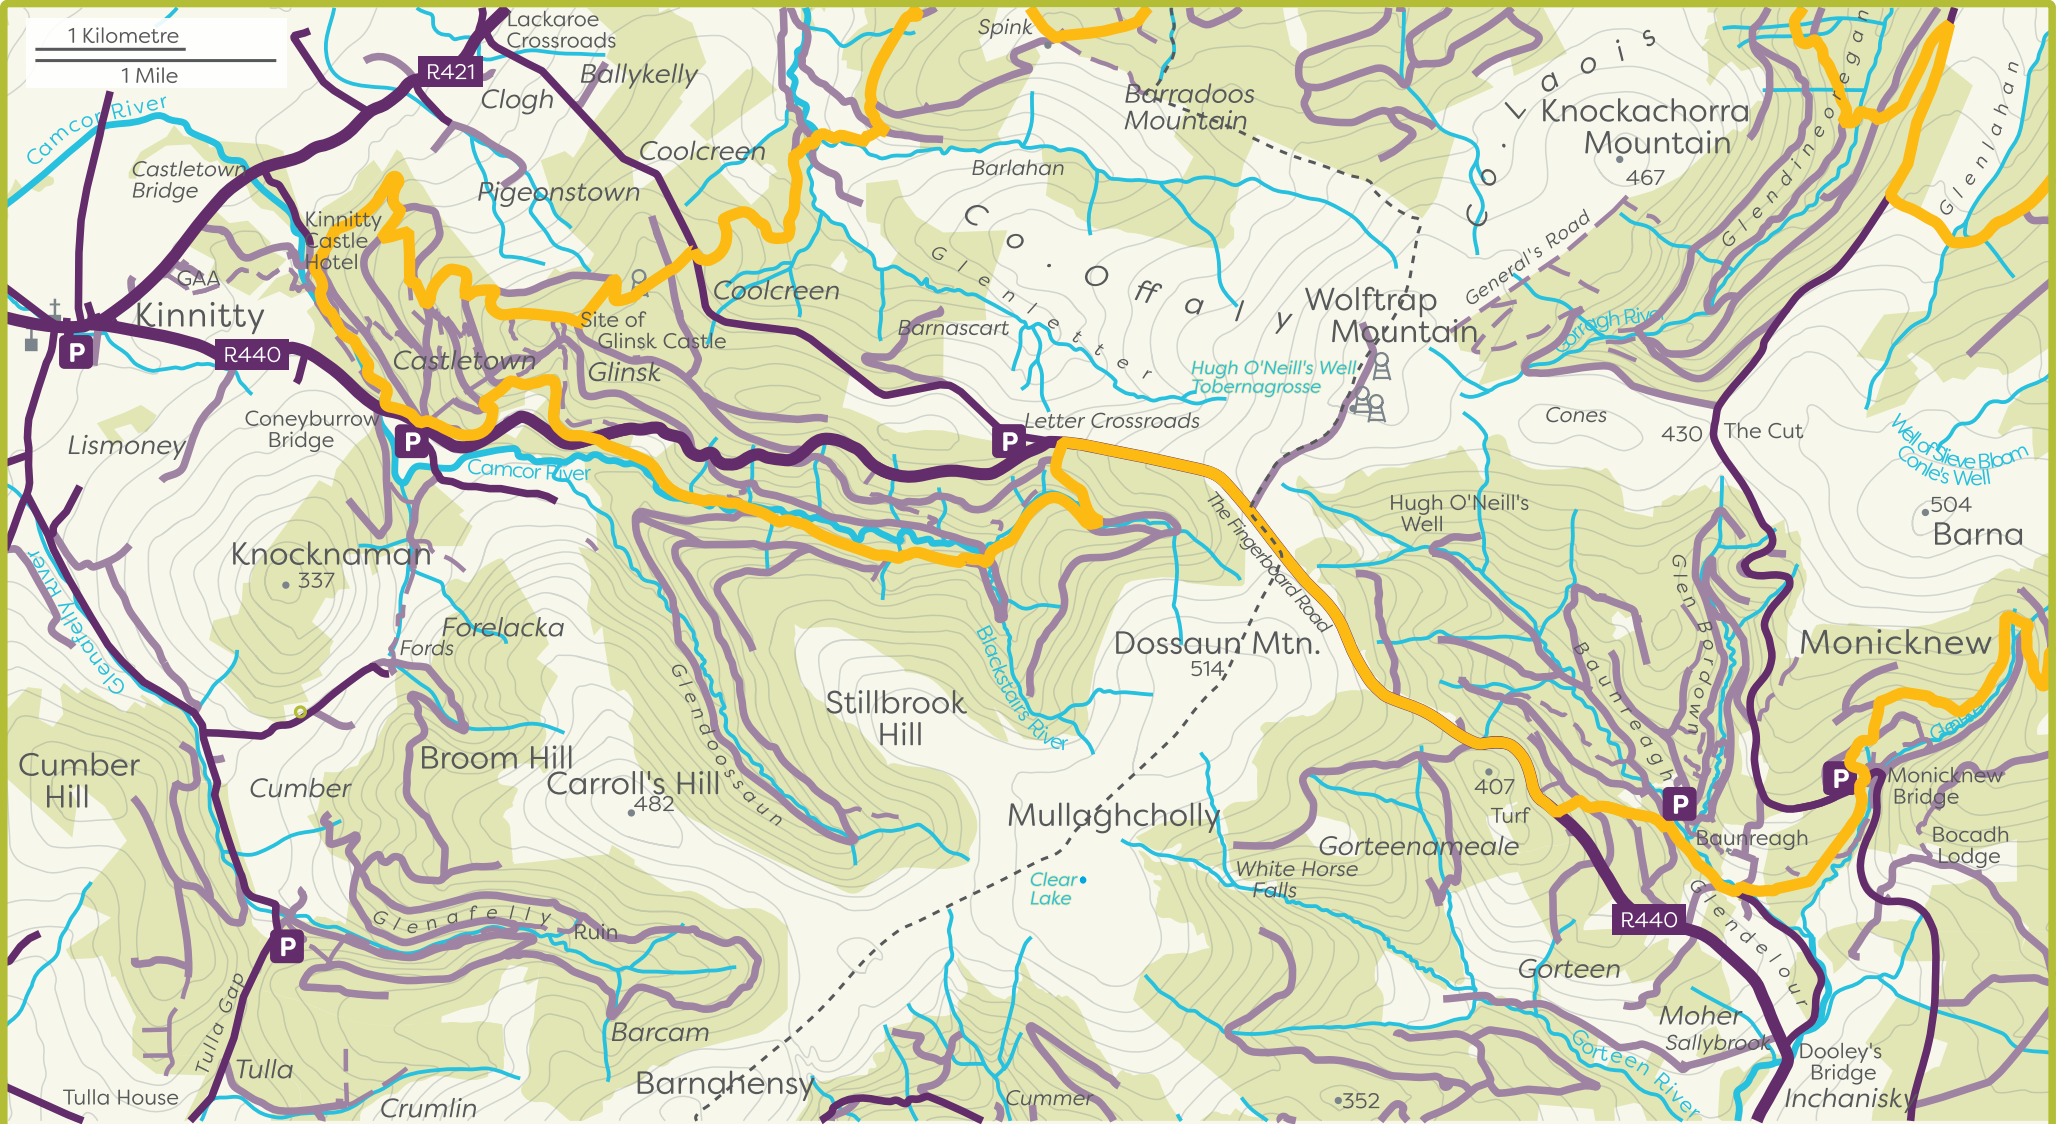 1 Kilometre
1 Mile
Lackaroe
Crossroads
R421
Ballykelly
Clogh
Spink
Barradoos
Mountain
Co. Laois
Knockachorra
Mountain
467
Glendineoregan
Glenlahan
Camcor River
Castletown
Bridge
Coolcreen
Pigeonstown
Barlahan
Kinnitty
Castle
Hotel
GAA
Kinnitty
P
R440
Co. Offaly
Glenletter
General's Road
Coolcreen
Site of
Glinsk Castle
Barnascart
Wolftrap
Mountain
Gorragh River
Castletown
Glinsk
Hugh O'Neill's Well
Tobernagrosse
Coneyburrow
Bridge
P
Lismoney
Camcor River
P
Letter Crossroads
Cones
430
The Cut
Well of Slieve Bloom
Conle's Well
504
Barna
The Fingerboard Road
Hugh O'Neill's
Well
Knocknaman
337
Glenafelly River
Forelacka
Fords
Glendossaun
Blackstairs River
Dossaun Mtn.
514
Glen Bordown
Baunreagh
Monicknew
Stillbrook
Hill
Cumber
Hill
Cumber
Broom Hill
Carroll's Hill
482
Mullaghcholly
407
Turf
P
P
Monicknew
Bridge
Baunreagh
Bocadh
Lodge
Gorteenameale
White Horse
Falls
Clear
Lake
Glenafelly
Ruin
P
R440
Glendelour
Gorteen
Tulla Gap
Barcam
Moher
Sallybrook
Gorteen River
Dooley's
Bridge
Inchanisky
Tulla
Tulla House
Crumlin
Barnahensy
Cummer
352